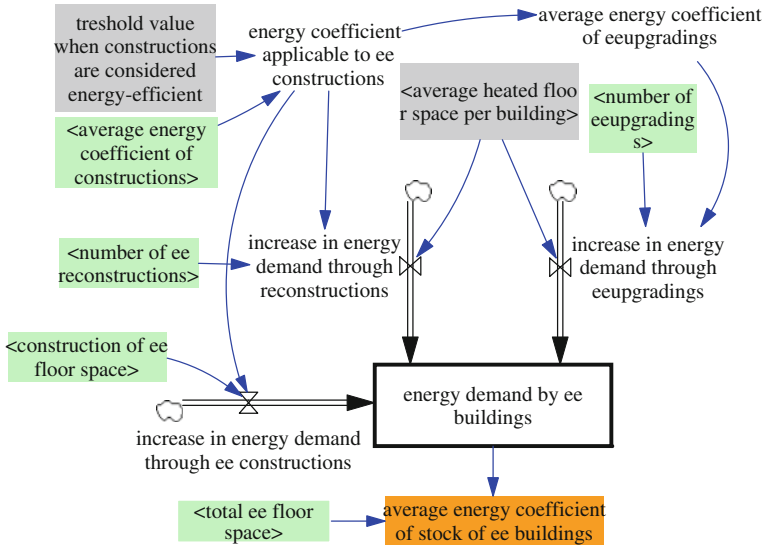 treshold value
when constructions
are considered
energy-efficient
energy coefficient
applicable to ee
constructions
average energy coefficient
of eeupgradings
<average heated floo
r space per building>
<number of
eeupgrading
s>
<average energy
coefficient of
constructions>
<number of ee
reconstructions>
increase in energy
demand through
reconstructions
increase in energy
demand through
eeupgradings
<construction of ee
floor space>
energy demand by ee
buildings
increase in energy demand
through ee constructions
<total ee floor
space>
average energy coefficient
of stock of ee buildings